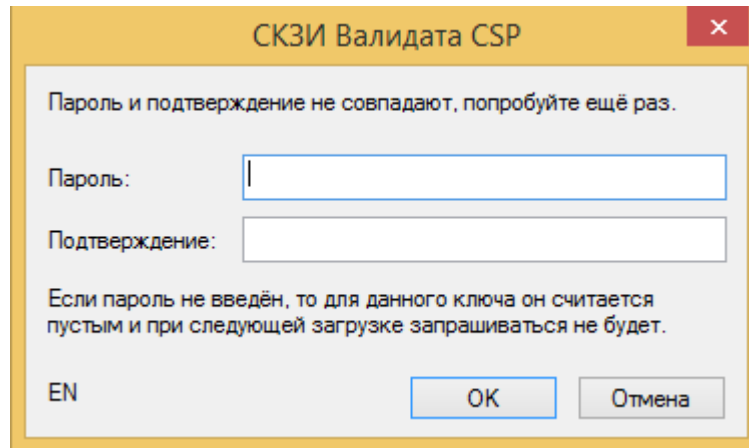 СКЗИ Валидата CSP
Пароль и подтверждение не совпадают, попробуйте ещё раз.
Пароль:
Подтверждение:
Если пароль не введён, то для данного ключа он считается
пустым и при следующей загрузке запрашиваться не будет.
EN
OK
Отмена